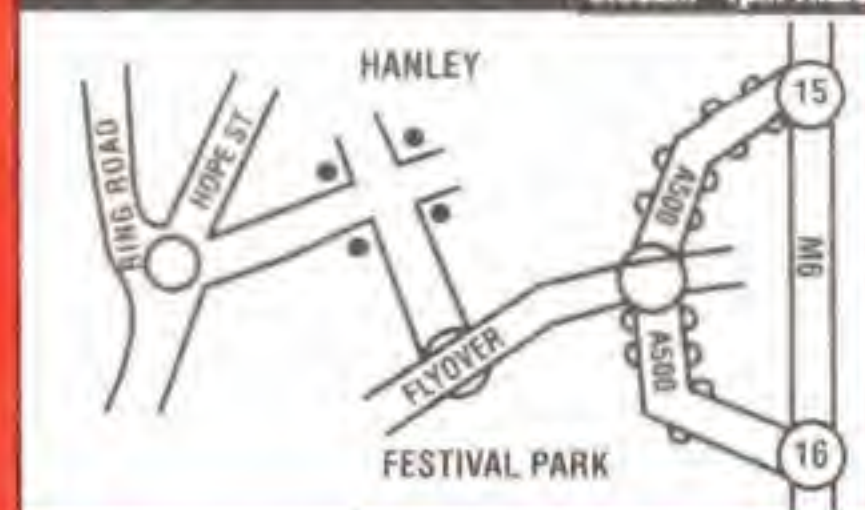 HANLEY
15
RING ROAD
HOPE ST
A500
M6
FLYOVER
A500
FESTIVAL PARK
16